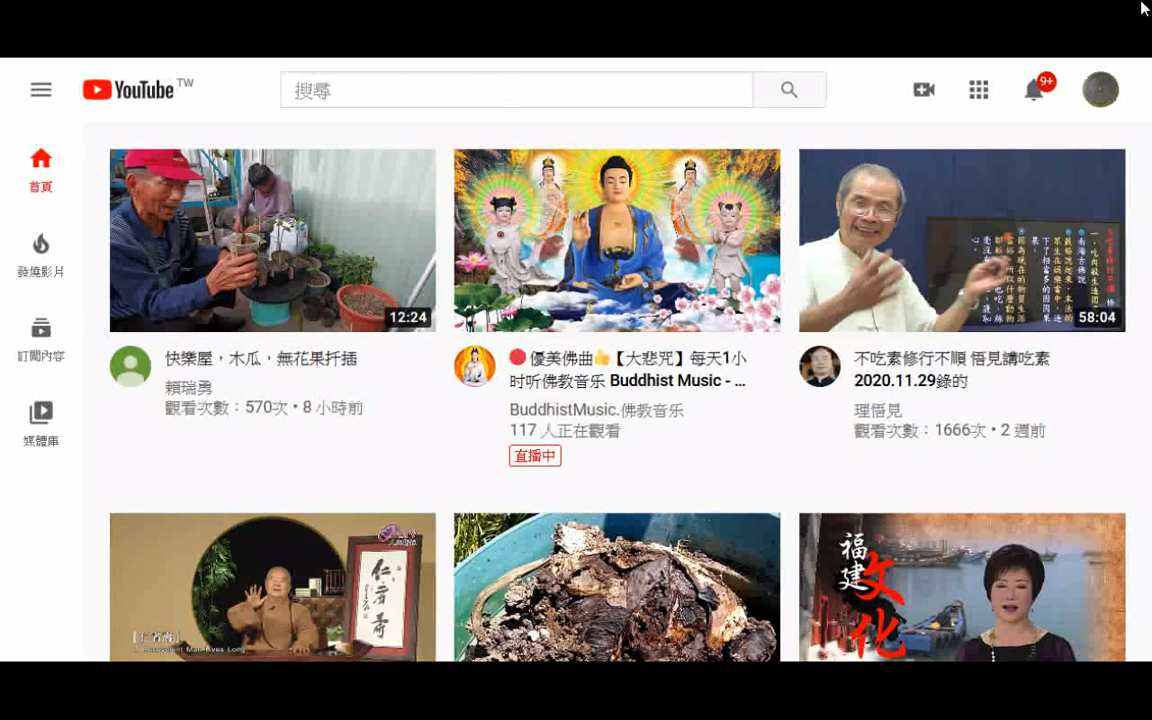 YouTube TW
搜尋
9+
首頁
發燒影片
訂閱內容
媒體庫
12:24
快樂屋，木瓜，無花果扦插
賴瑞勇
觀看次數：570次 • 8 小時前
🔴 優美佛曲👍【大悲咒】每天1小
时听佛教音乐 Buddhist Music - ...
BuddhistMusic.佛教音乐
117 人正在觀看
直播中
58:04
不吃素修行不順 悟見講吃素
2020.11.29錄的
理悟見
觀看次數：1666次 • 2 週前
仁者壽
福建
文化